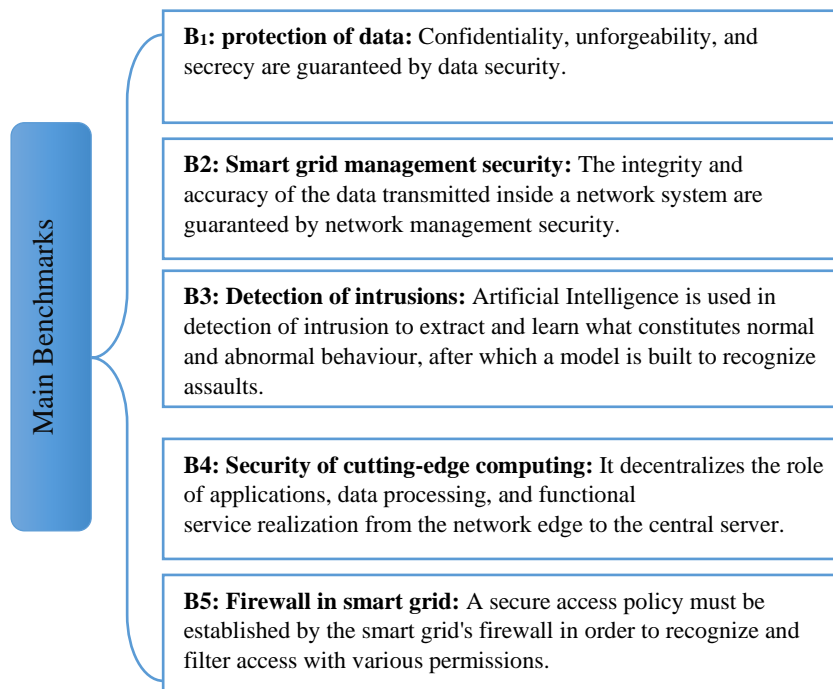 Main Benchmarks
B₁: protection of data: Confidentiality, unforgeability, and
secrecy are guaranteed by data security.
B2: Smart grid management security: The integrity and
accuracy of the data transmitted inside a network system are
guaranteed by network management security.
B3: Detection of intrusions: Artificial Intelligence is used in
detection of intrusion to extract and learn what constitutes normal
and abnormal behaviour, after which a model is built to recognize
assaults.
B4: Security of cutting-edge computing: It decentralizes the role
of applications, data processing, and functional
service realization from the network edge to the central server.
B5: Firewall in smart grid: A secure access policy must be
established by the smart grid's firewall in order to recognize and
filter access with various permissions.